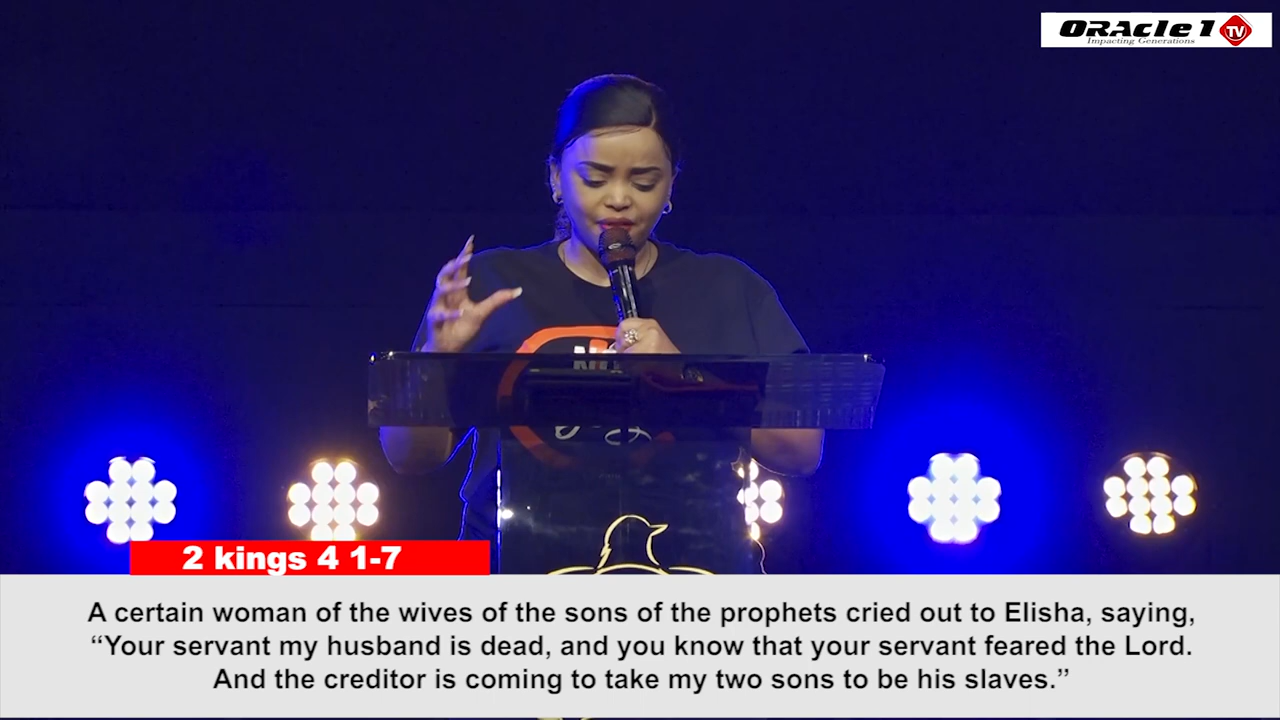 ORACle 1 TV
Impacting Generations
2 kings 4 1-7
A certain woman of the wives of the sons of the prophets cried out to Elisha, saying,
“Your servant my husband is dead, and you know that your servant feared the Lord.
And the creditor is coming to take my two sons to be his slaves.”